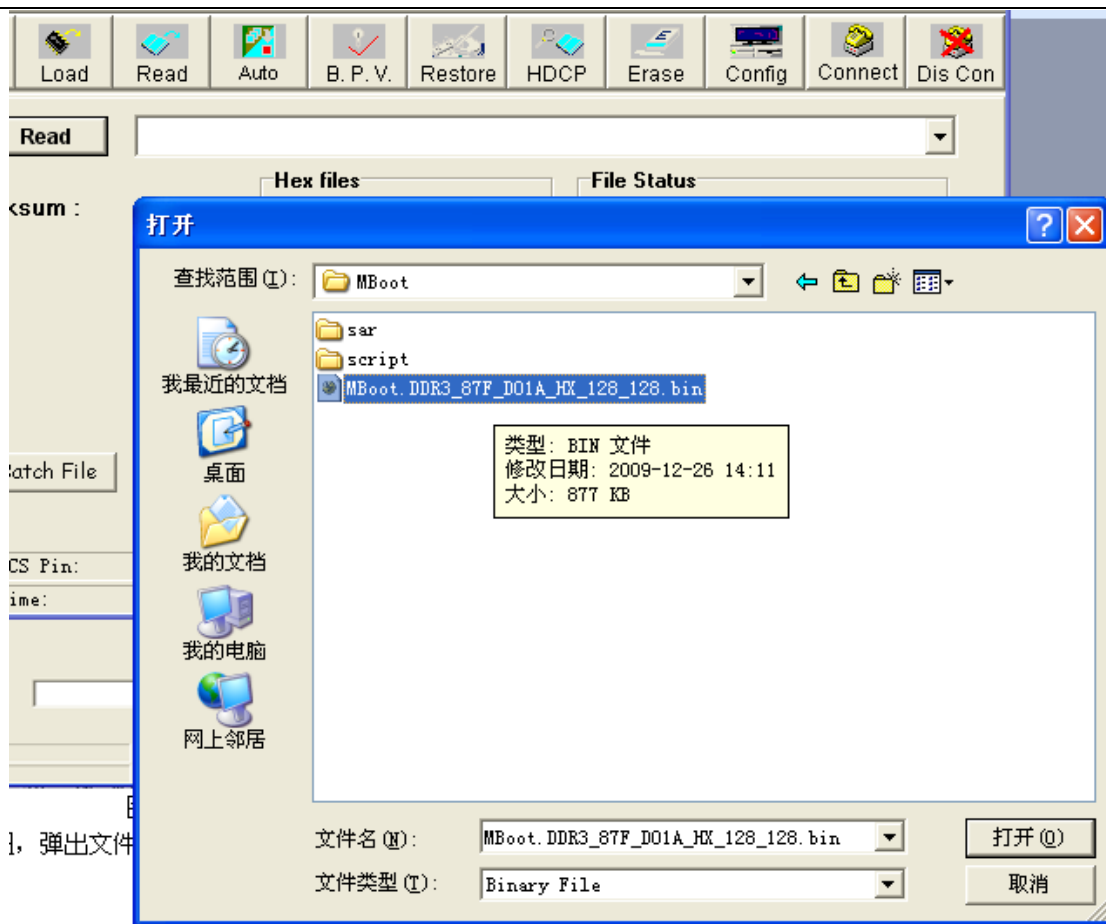 Load Read Auto B. P. V. Restore HDCP Erase Config Connect Dis Con
Read
Hex files File Status
ksum :
打开
查找范围(I): MBoot
sar
script
MBoot.DDR3_87F_D01A_HX_128_128.bin
类型: BIN 文件
修改日期: 2009-12-26 14:11
大小: 877 KB
我最近的文档
桌面
我的文档
我的电脑
网上邻居
atch File
CS Pin:
ime:
，弹出文件
文件名(N): MBoot.DDR3_87F_D01A_HX_128_128.bin 打开(O)
文件类型(T): Binary File 取消